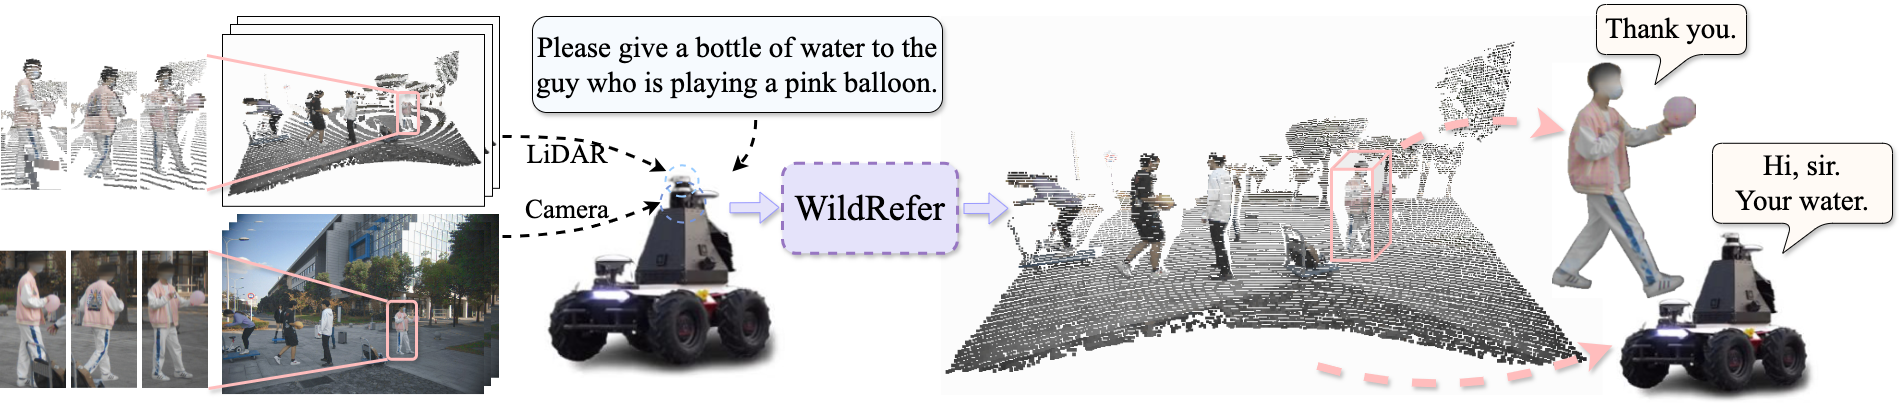 Please give a bottle of water to the
guy who is playing a pink balloon.
LiDAR
Camera
WildRefer
Thank you.
Hi, sir.
Your water.